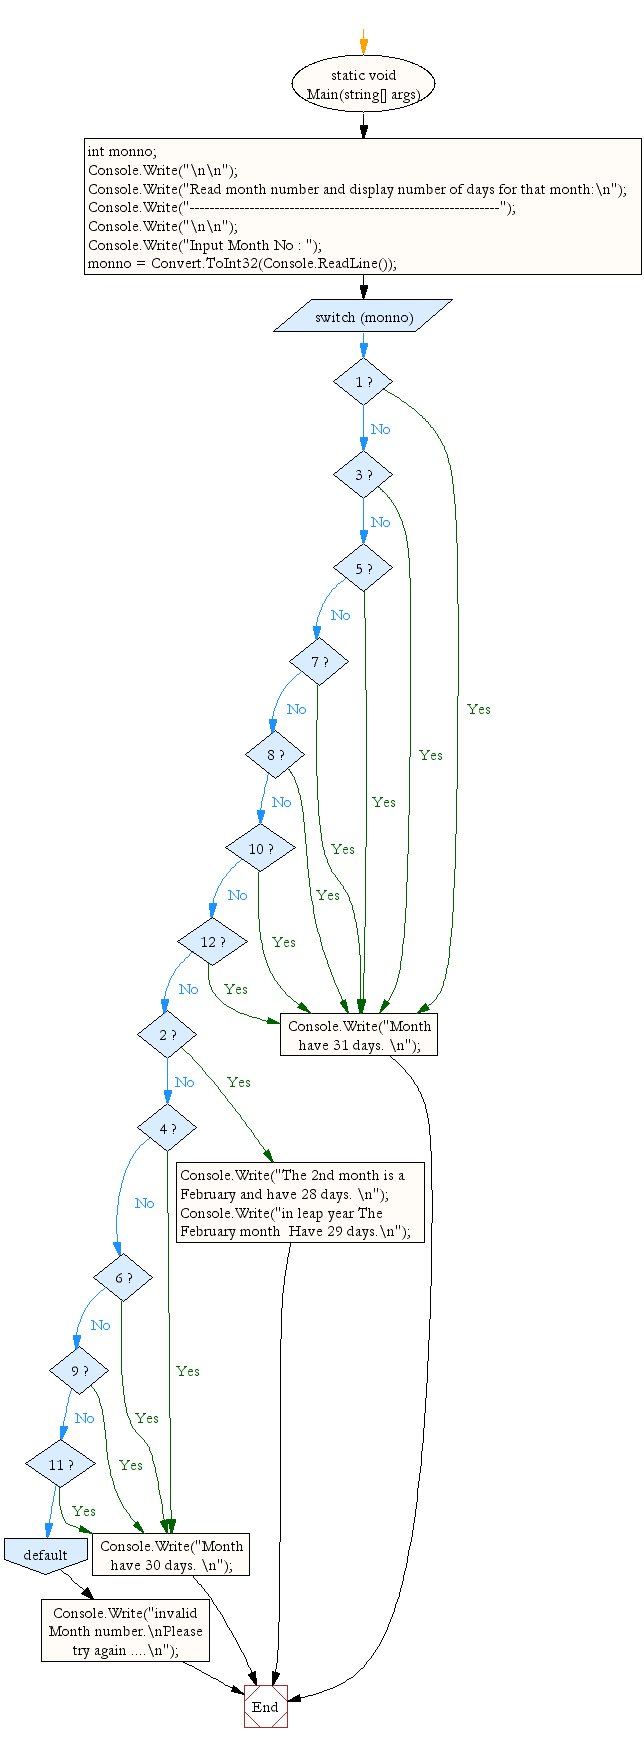 static void
Main(string[] args)
int monno;
Console.Write("\n\n");
Console.Write("Read month number and display number of days for that month:\n");
Console.Write("--------------------------------------------------------------");
Console.Write("\n\n");
Console.Write("Input Month No : ");
monno = Convert.ToInt32(Console.ReadLine());
switch (monno)
1 ?
No
3 ?
No
5 ?
No
7 ?
No
Yes
8 ?
Yes
No
Yes
10 ?
Yes
No
Yes
12 ?
Yes
No
Yes
Console.Write("Month
have 31 days. \n");
2 ?
No
Yes
4 ?
Console.Write("The 2nd month is a
February and have 28 days. \n");
Console.Write("in leap year The
February month  Have 29 days.\n");
No
6 ?
No
9 ?
Yes
No
Yes
11 ?
Yes
Yes
default
Console.Write("Month
have 30 days. \n");
Console.Write("invalid
Month number.\nPlease
try again ....\n");
End